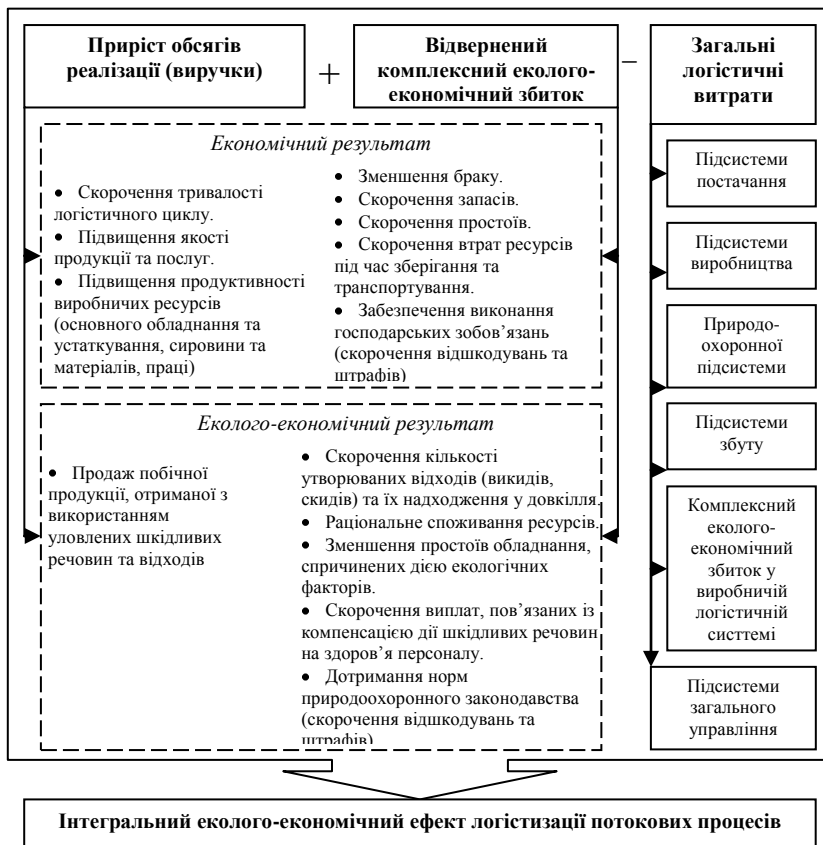 Приріст обсягів
реалізації (виручки)
+
Відвернений
комплексний еколого-
економічний збиток
–
Загальні
логістичні
витрати
Економічний результат
• Скорочення тривалості
логістичного циклу.
• Підвищення якості
продукції та послуг.
• Підвищення продуктивності
виробничих ресурсів
(основного обладнання та
устаткування, сировини та
матеріалів, праці)
• Зменшення браку.
• Скорочення запасів.
• Скорочення простоїв.
• Скорочення втрат ресурсів
під час зберігання та
транспортування.
• Забезпечення виконання
господарських зобов’язань
(скорочення відшкодувань та
штрафів)
Еколого-економічний результат
• Продаж побічної
продукції, отриманої з
використанням
уловлених шкідливих
речовин та відходів
• Скорочення кількості
утворюваних відходів (викидів,
скидів) та їх надходження у довкілля.
• Раціональне споживання ресурсів.
• Зменшення простоїв обладнання,
спричинених дією екологічних
факторів.
• Скорочення виплат, пов’язаних із
компенсацією дії шкідливих речовин
на здоров’я персоналу.
• Дотримання норм
природоохоронного законодавства
(скорочення відшкодувань та
штрафів)
Підсистеми
постачання
Підсистеми
виробництва
Природо-
охоронної
підсистеми
Підсистеми
збуту
Комплексний
еколого-
економічний
збиток у
виробничій
логістичній
систтемі
Підсистеми
загального
управління
Інтегральний еколого-економічний ефект логістизації потокових процесів